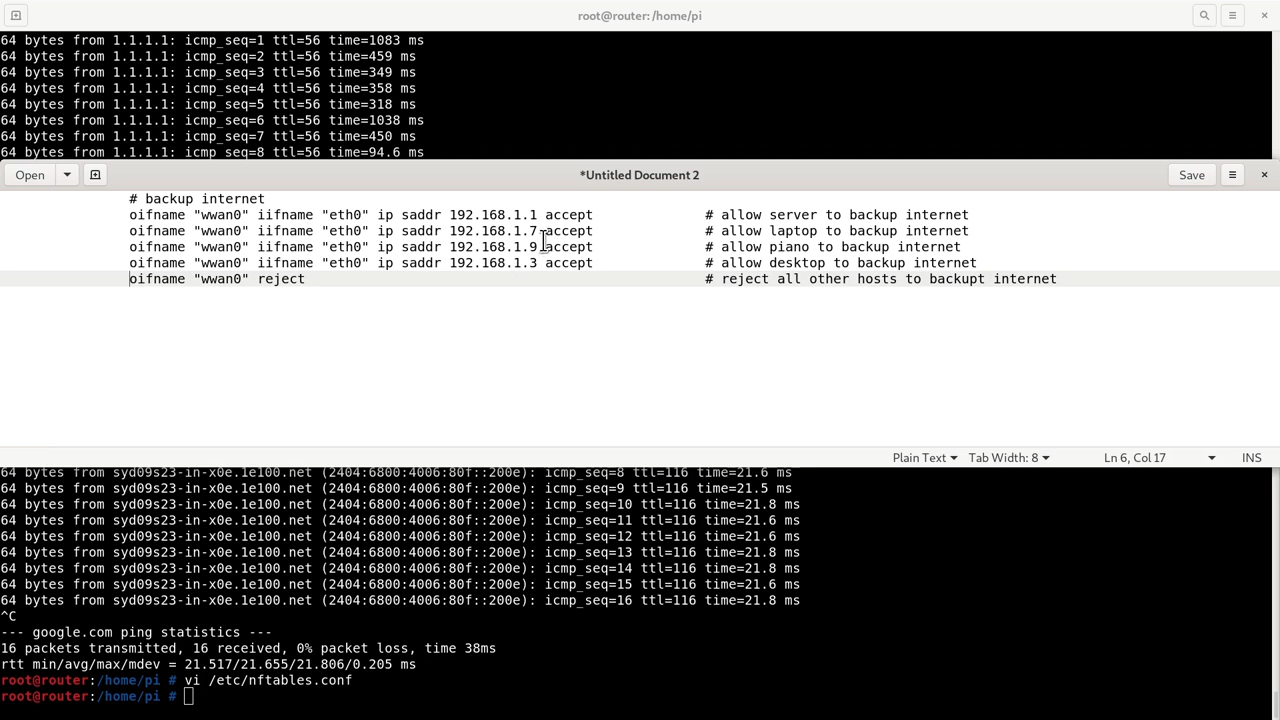 root@router: /home/pi
64 bytes from 1.1.1.1: icmp_seq=1 ttl=56 time=1083 ms
64 bytes from 1.1.1.1: icmp_seq=2 ttl=56 time=459 ms
64 bytes from 1.1.1.1: icmp_seq=3 ttl=56 time=349 ms
64 bytes from 1.1.1.1: icmp_seq=4 ttl=56 time=358 ms
64 bytes from 1.1.1.1: icmp_seq=5 ttl=56 time=318 ms
64 bytes from 1.1.1.1: icmp_seq=6 ttl=56 time=1038 ms
64 bytes from 1.1.1.1: icmp_seq=7 ttl=56 time=450 ms
64 bytes from 1.1.1.1: icmp_seq=8 ttl=56 time=94.6 ms
Open *Untitled Document 2 Save
# backup internet
oifname "wwan0" iifname "eth0" ip saddr 192.168.1.1 accept # allow server to backup internet
oifname "wwan0" iifname "eth0" ip saddr 192.168.1.7 accept # allow laptop to backup internet
oifname "wwan0" iifname "eth0" ip saddr 192.168.1.9 accept # allow piano to backup internet
oifname "wwan0" iifname "eth0" ip saddr 192.168.1.3 accept # allow desktop to backup internet
oifname "wwan0" reject # reject all other hosts to backupt internet
Plain Text Tab Width: 8 Ln 6, Col 17 INS
64 bytes from syd09s23-in-x0e.1e100.net (2404:6800:4006:80f::200e): icmp_seq=8 ttl=116 time=21.6 ms
64 bytes from syd09s23-in-x0e.1e100.net (2404:6800:4006:80f::200e): icmp_seq=9 ttl=116 time=21.5 ms
64 bytes from syd09s23-in-x0e.1e100.net (2404:6800:4006:80f::200e): icmp_seq=10 ttl=116 time=21.8 ms
64 bytes from syd09s23-in-x0e.1e100.net (2404:6800:4006:80f::200e): icmp_seq=11 ttl=116 time=21.6 ms
64 bytes from syd09s23-in-x0e.1e100.net (2404:6800:4006:80f::200e): icmp_seq=12 ttl=116 time=21.6 ms
64 bytes from syd09s23-in-x0e.1e100.net (2404:6800:4006:80f::200e): icmp_seq=13 ttl=116 time=21.8 ms
64 bytes from syd09s23-in-x0e.1e100.net (2404:6800:4006:80f::200e): icmp_seq=14 ttl=116 time=21.8 ms
64 bytes from syd09s23-in-x0e.1e100.net (2404:6800:4006:80f::200e): icmp_seq=15 ttl=116 time=21.6 ms
64 bytes from syd09s23-in-x0e.1e100.net (2404:6800:4006:80f::200e): icmp_seq=16 ttl=116 time=21.8 ms
^C
--- google.com ping statistics ---
16 packets transmitted, 16 received, 0% packet loss, time 38ms
rtt min/avg/max/mdev = 21.517/21.655/21.806/0.205 ms
root@router:/home/pi # vi /etc/nftables.conf
root@router:/home/pi #